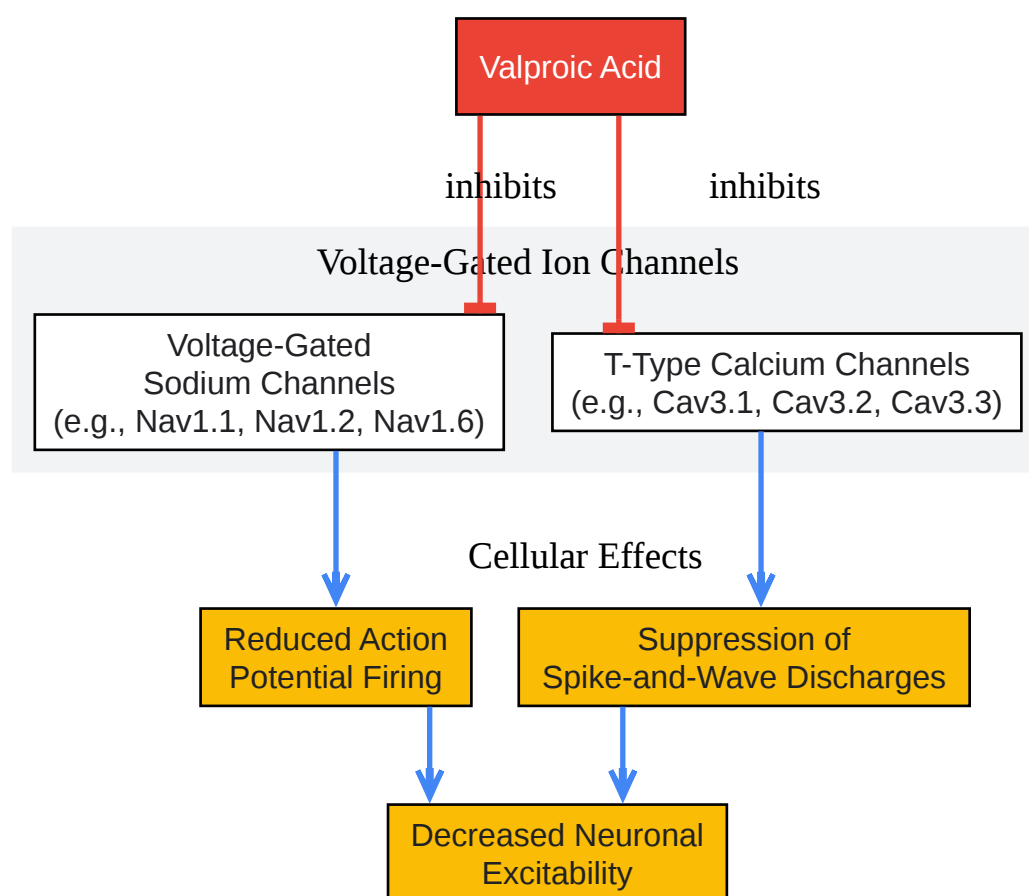 Valproic Acid
inhibits
inhibits
Voltage-Gated Ion Channels
Voltage-Gated
Sodium Channels
(e.g., Nav1.1, Nav1.2, Nav1.6)
T-Type Calcium Channels
(e.g., Cav3.1, Cav3.2, Cav3.3)
Cellular Effects
Reduced Action
Potential Firing
Suppression of
Spike-and-Wave Discharges
Decreased Neuronal
Excitability